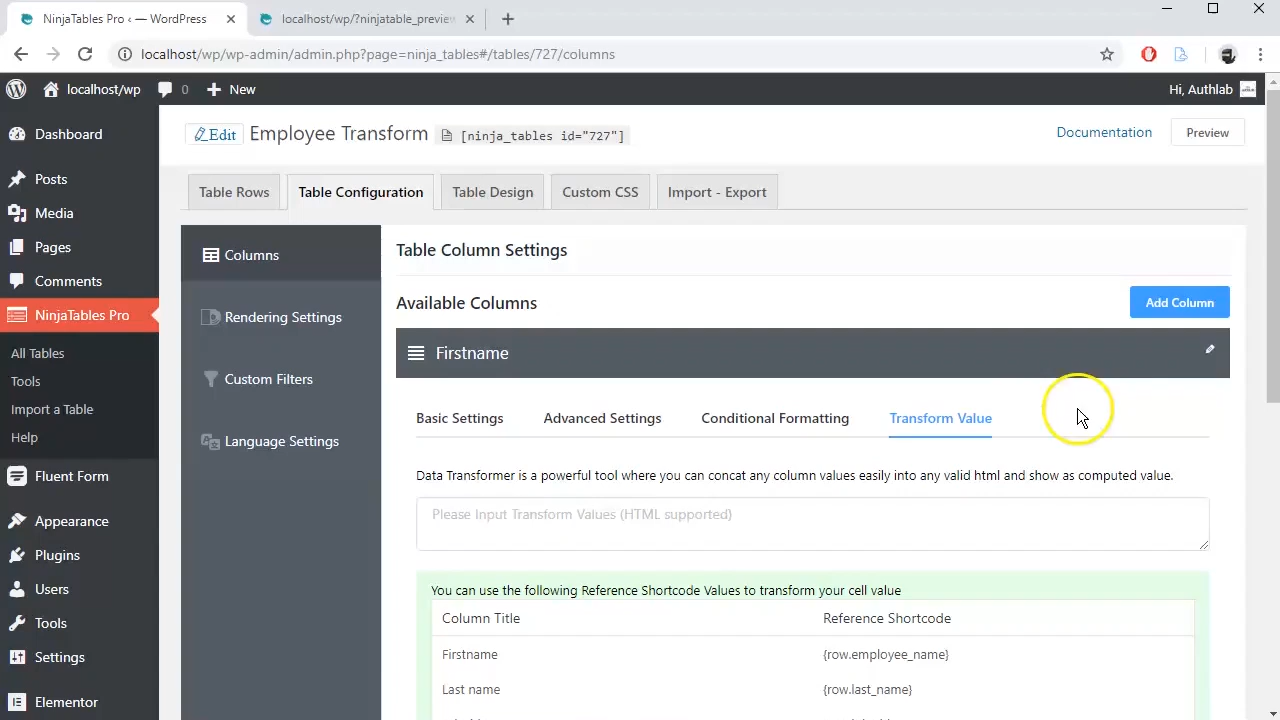 NinjaTables Pro ‹ — WordPress
localhost/wp/?ninjatable_preview
localhost/wp/wp-admin/admin.php?page=ninja_tables#/tables/727/columns
localhost/wp 0 New Hi, Authlab
Dashboard
Posts
Media
Pages
Comments
NinjaTables Pro
All Tables
Tools
Import a Table
Help
Fluent Form
Appearance
Plugins
Users
Tools
Settings
Elementor
Edit Employee Transform [ninja_tables id="727"] Documentation Preview
Table Rows Table Configuration Table Design Custom CSS Import - Export
Columns
Rendering Settings
Custom Filters
Language Settings
Table Column Settings
Available Columns Add Column
Firstname
Basic Settings Advanced Settings Conditional Formatting Transform Value
Data Transformer is a powerful tool where you can concat any column values easily into any valid html and show as computed value.
Please Input Transform Values (HTML supported)
You can use the following Reference Shortcode Values to transform your cell value
Column Title Reference Shortcode
Firstname {row.employee_name}
Last name {row.last_name}